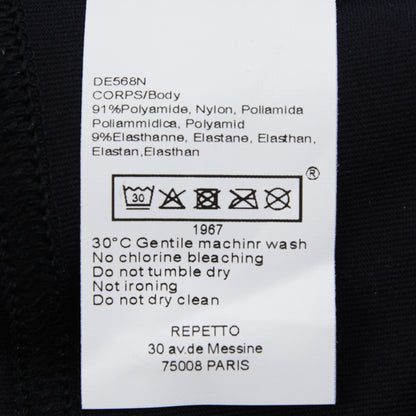 DE568N
CORPS/Body
91%Polyamide, Nylon, Poliamida
Poliammidica, Polyamid
9%Elasthanne, Elastane, Elasthan,
Elastan,Elasthan
30
®
1967
30°C Gentile machinr wash
No chlorine bleaching
Do not tumble dry
Not ironing
Do not dry clean
REPETTO
30 av.de Messine
75008 PARIS